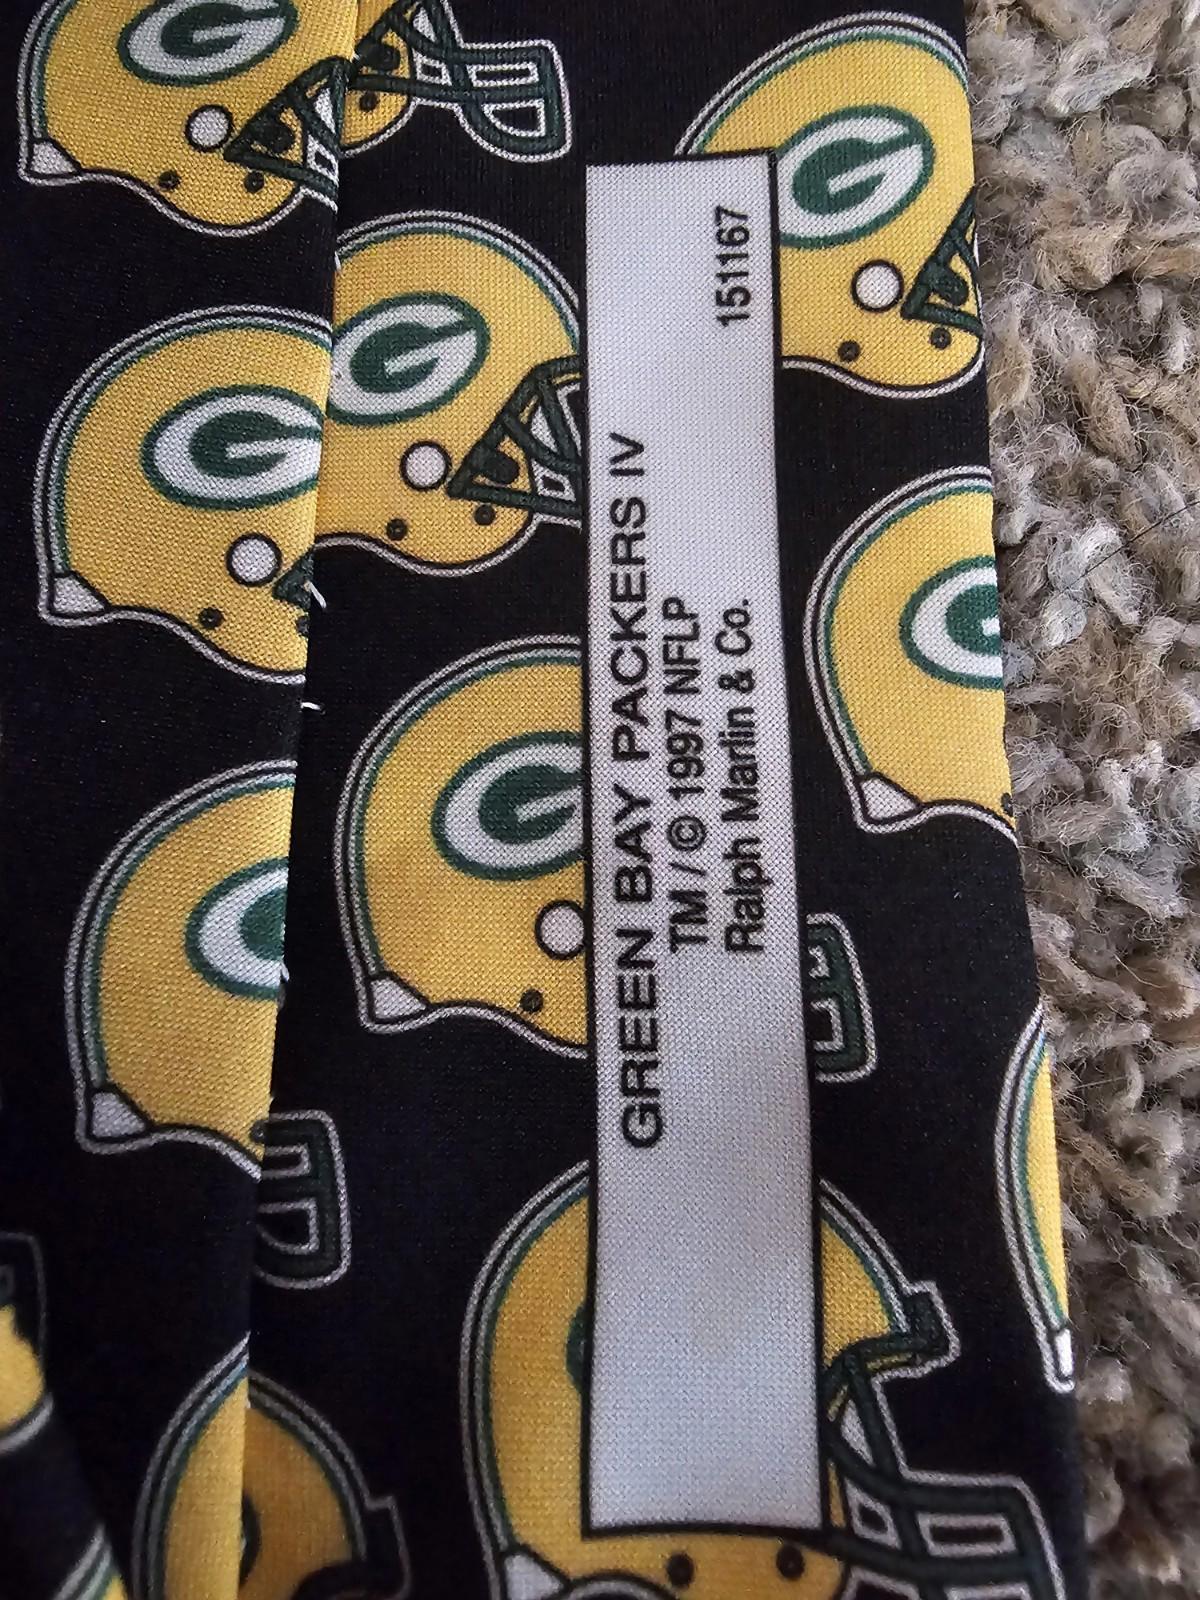 GREEN BAY PACKERS IV
TM / © 1997 NFLP
Ralph Marlin & Co.
151167
G
G
G
G
G
G
G